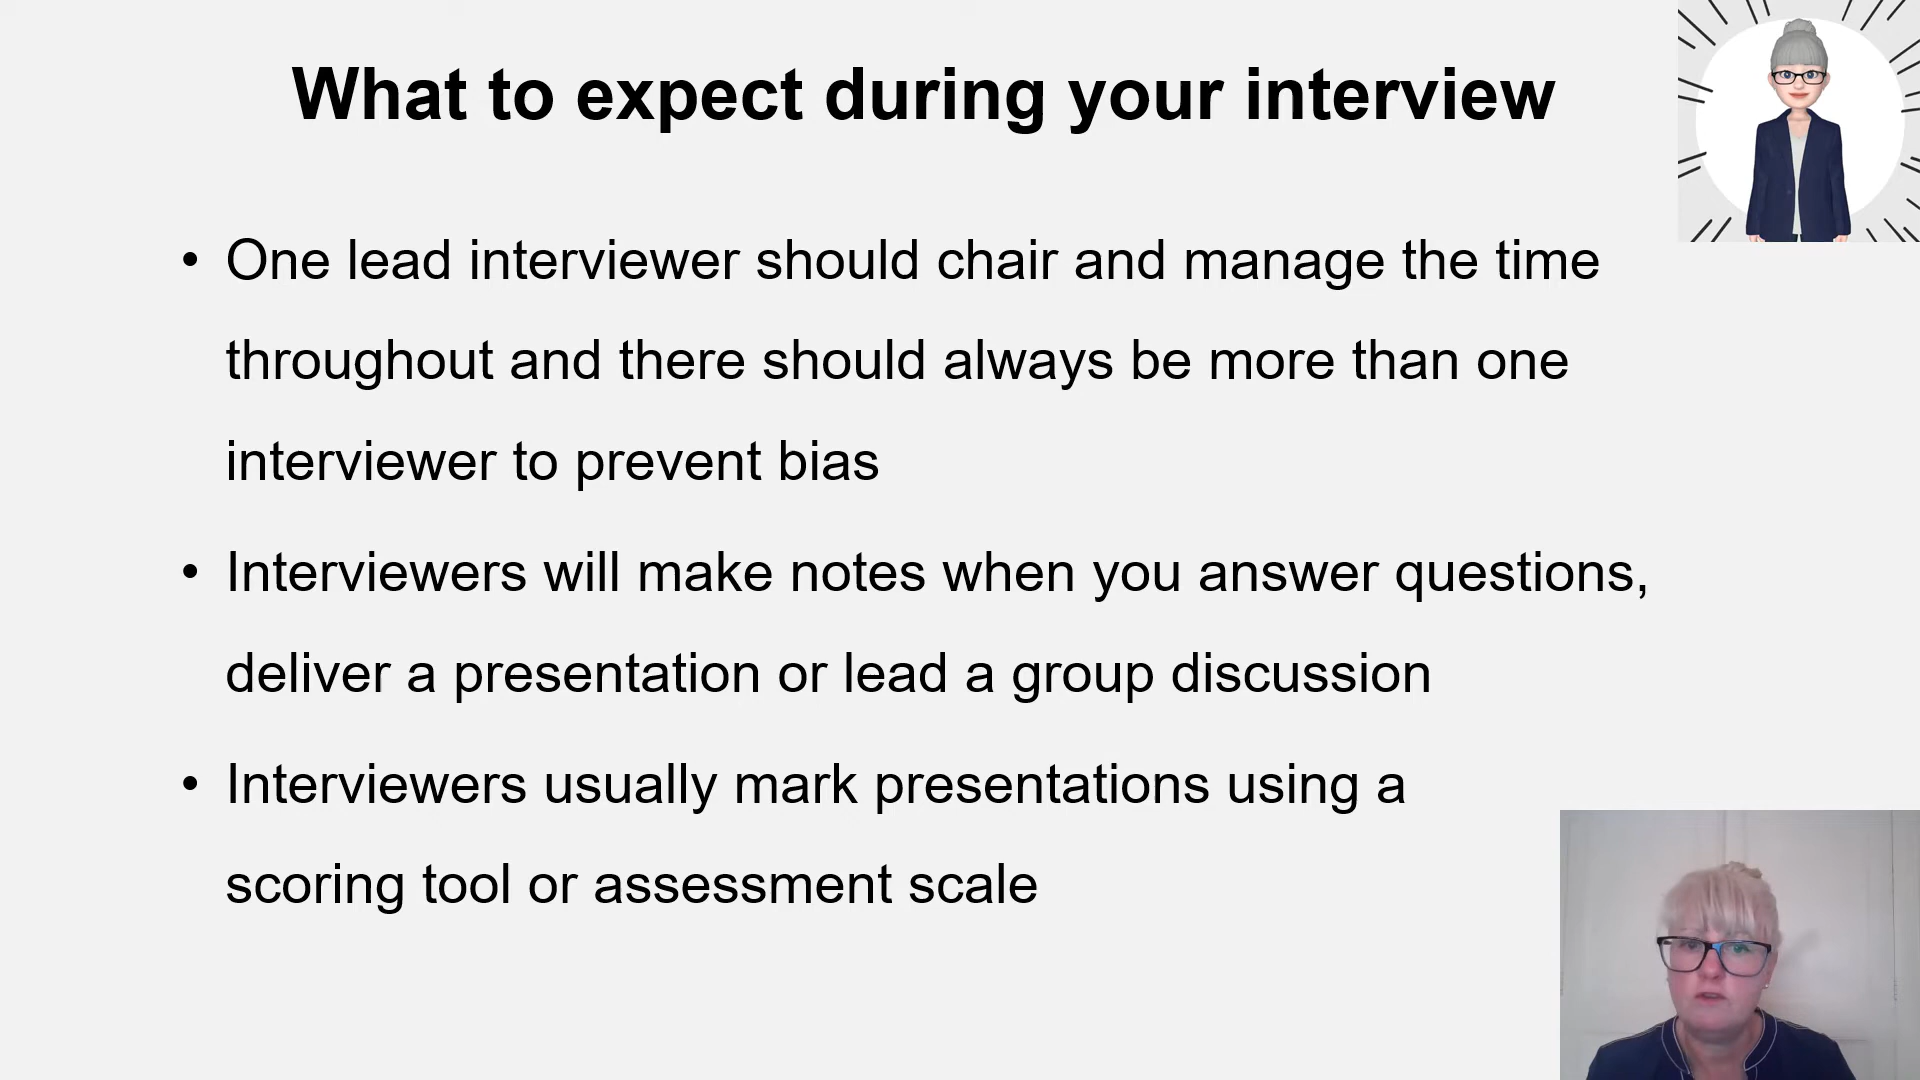 What to expect during your interview
• One lead interviewer should chair and manage the time
throughout and there should always be more than one
interviewer to prevent bias
• Interviewers will make notes when you answer questions,
deliver a presentation or lead a group discussion
• Interviewers usually mark presentations using a
scoring tool or assessment scale